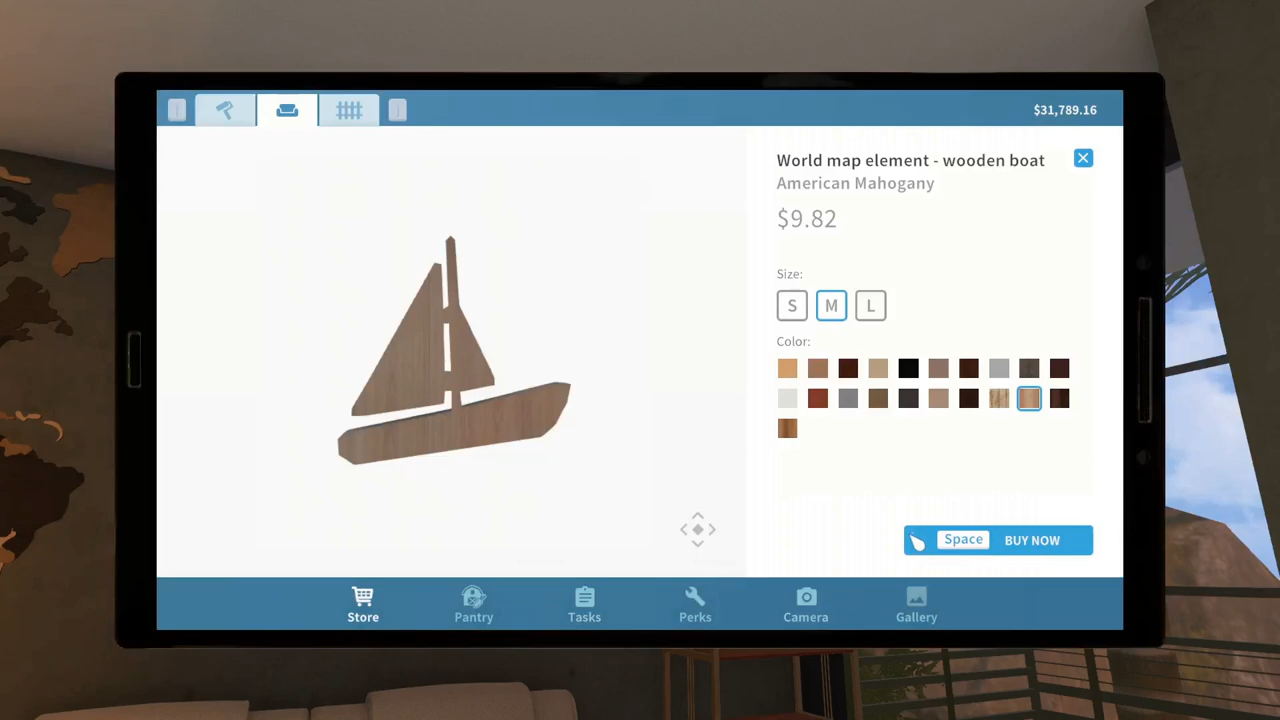 $31,789.16
World map element - wooden boat
American Mahogany
$9.82
Size:
S M L
Color:
Space BUY NOW
Store Pantry Tasks Perks Camera Gallery